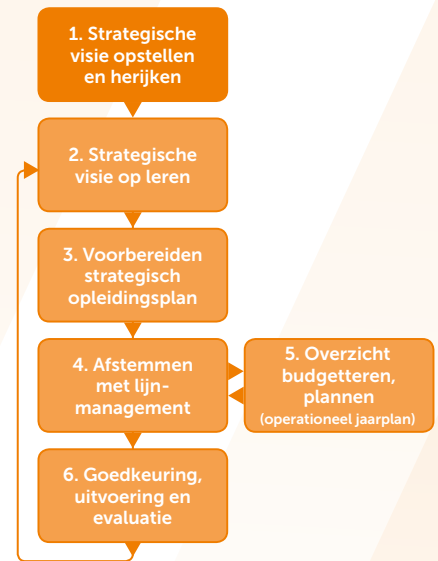 1. Strategische
visie opstellen
en herijken
2. Strategische
visie op leren
3. Voorbereiden
strategisch
opleidingsplan
4. Afstemmen
met lijn-
management
5. Overzicht
budgetteren,
plannen
(operationeel jaarplan)
6. Goedkeuring,
uitvoering en
evaluatie